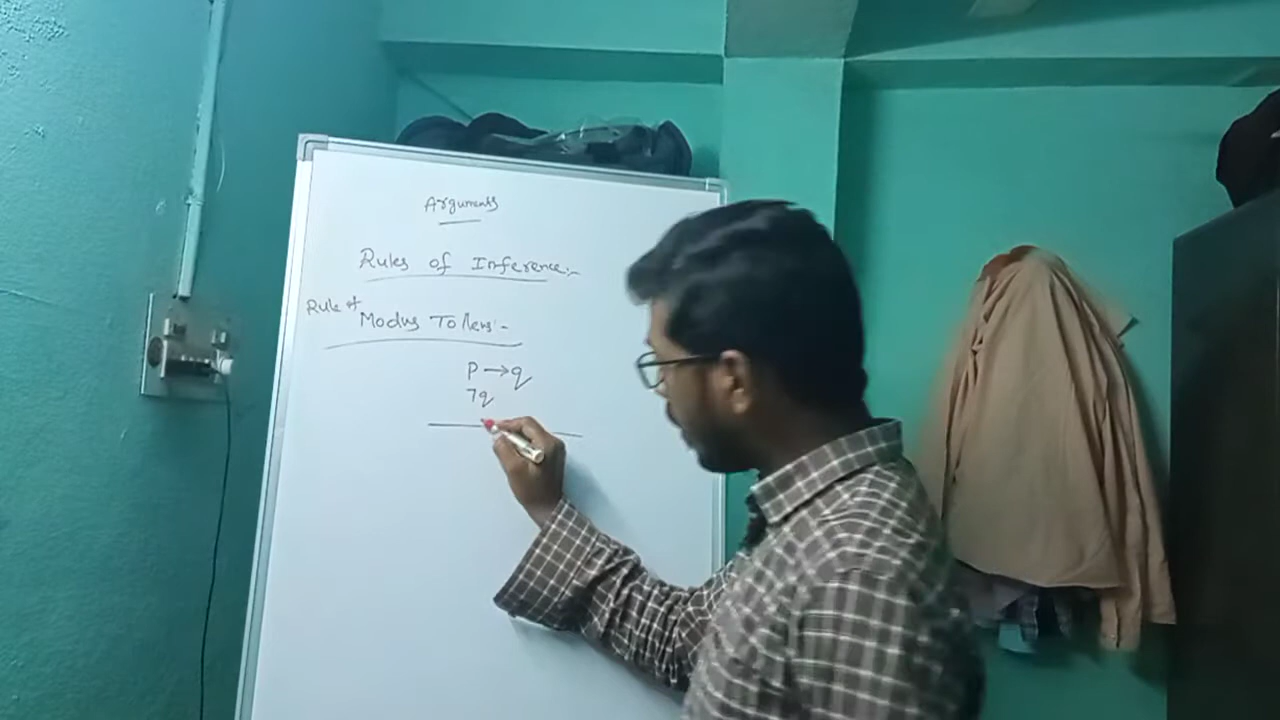 Arguments
Rules of Inference:-
Rule of Modus Tollens:-
P→q
7q